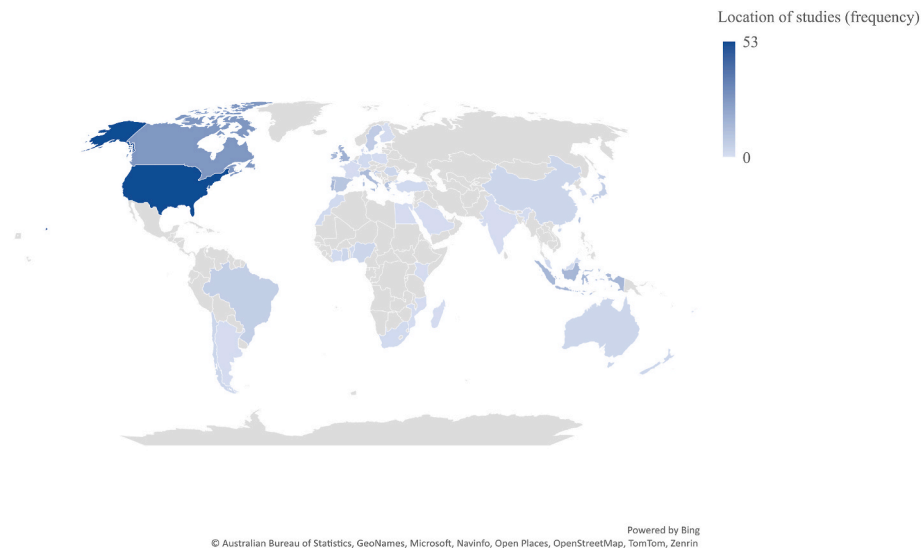 Location of studies (frequency)
53
0
Powered by Bing
© Australian Bureau of Statistics, GeoNames, Microsoft, Navinfo, Open Places, OpenStreetMap, TomTom, Zenrin